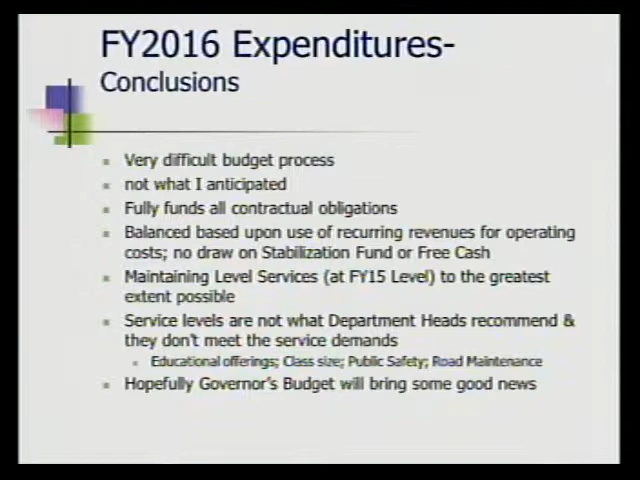 FY2016 Expenditures-
Conclusions
Very difficult budget process
not what I anticipated
Fully funds all contractual obligations
Balanced based upon use of recurring revenues for operating
costs; no draw on Stabilization Fund or Free Cash
Maintaining Level Services (at FY15 Level) to the greatest
extent possible
Service levels are not what Department Heads recommend &
they don't meet the service demands
Educational offerings; Class size; Public Safety; Road Maintenance
Hopefully Governor's Budget will bring some good news